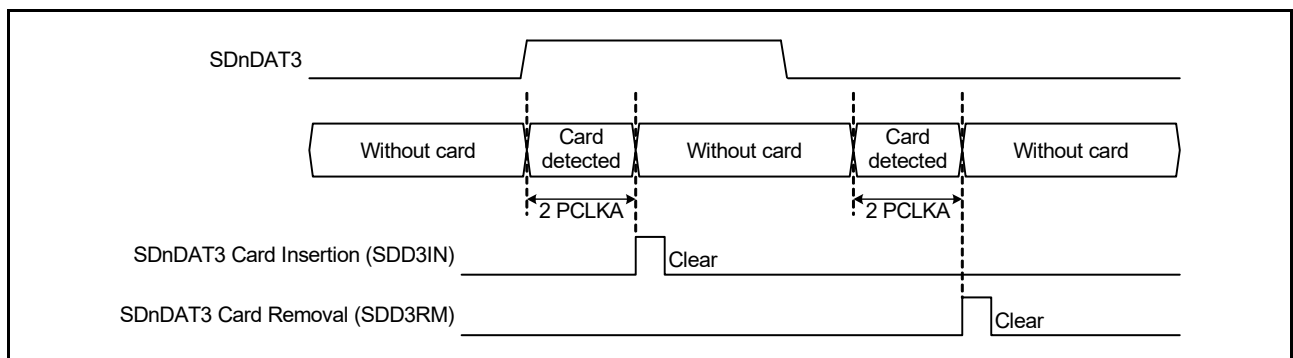 SDnDAT3
Without card
Card
detected
Without card
Card
detected
Without card
2 PCLKA
2 PCLKA
SDnDAT3 Card Insertion (SDD3IN)
Clear
SDnDAT3 Card Removal (SDD3RM)
Clear